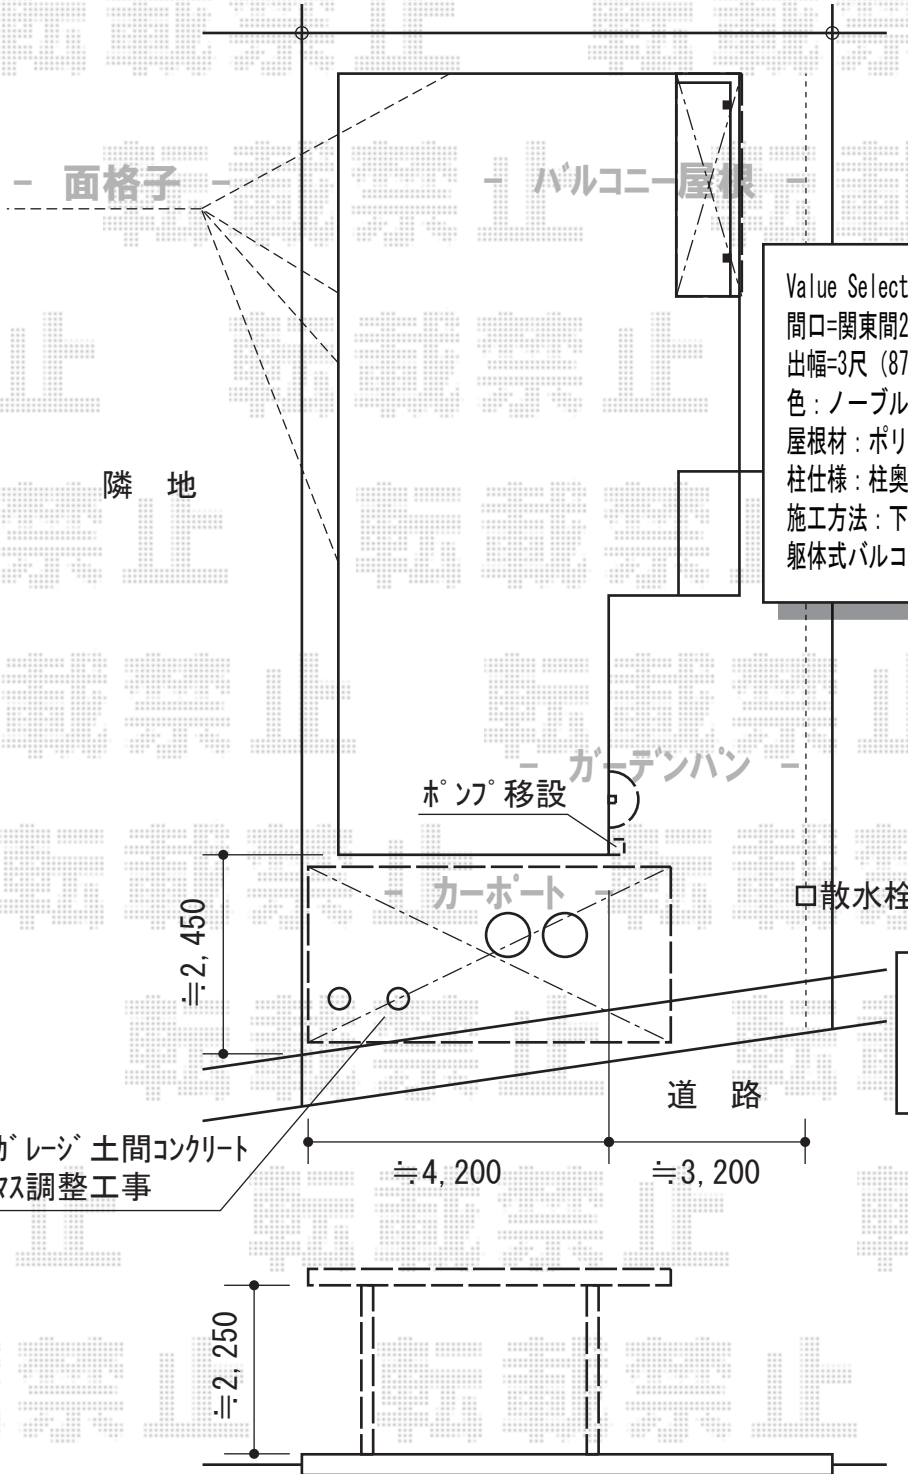 - 面格子 -
- バルコニー屋根 -
Value Select
間口=関東間2
出幅=3尺 (87
色：ノーブル
屋根材：ポリ
柱仕様：柱奥
施工方法：下
躯体式バルコ
隣 地
- ガーデンパン -
ポンプ移設
- カーポート -
散水栓
≒2,450
道 路
ガレージ土間コンクリート
マス調整工事
≒4,200
≒3,200
≒2,250
転載禁止